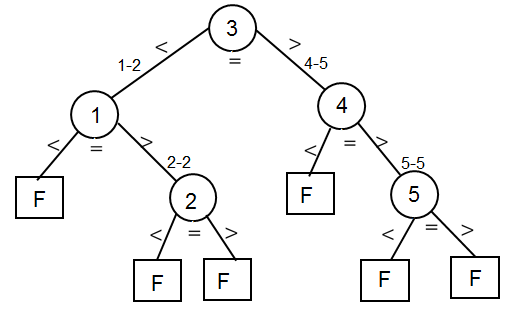 3
< = >
1-2 4-5
1 4
< = > < = >
2-2 5-5
F 2 F 5
< = > < = >
F F F F